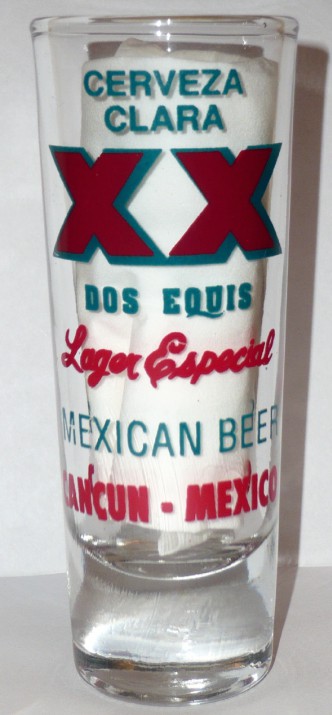 CERVEZA
CLARA
XX
DOS EQUIS
Lager Especial
MEXICAN BEER
CANCUN - MEXICO